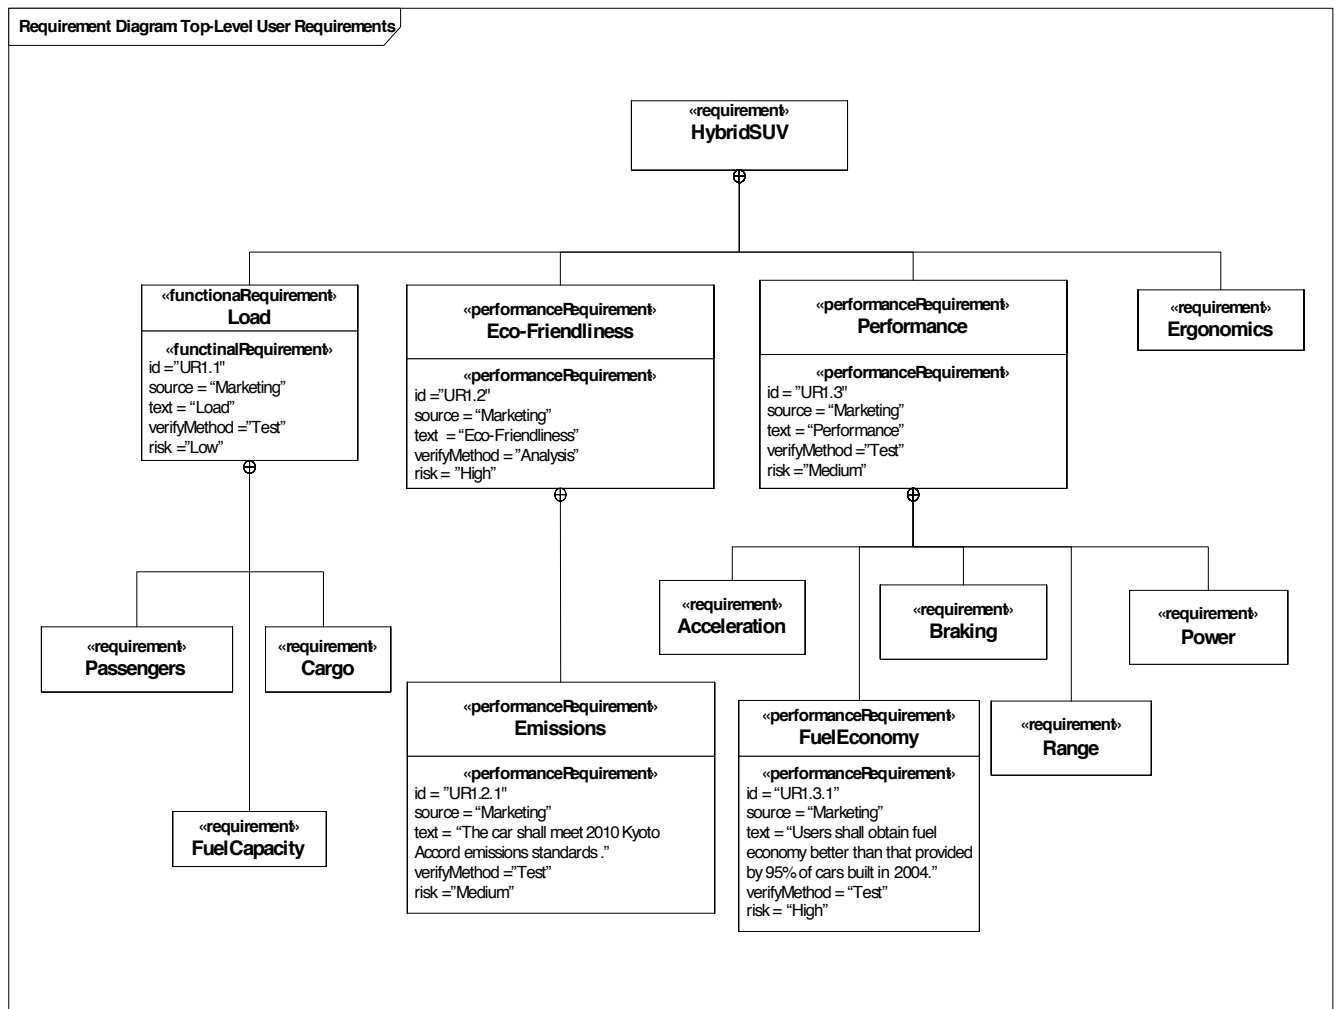 Requirement Diagram: Top-Level User Requirements
«requirement»
HybridSUV
«functionaRequirement»
Load
«functinalRequirement»
id =”UR1.1"
source = “Marketing”
text = “Load”
verifyMethod =”Test”
risk =”Low”
«performanceRequirement»
Eco-Friendliness
«performanceRequirement»
id =”UR1.2"
source = “Marketing”
text = “Eco-Friendliness”
verifyMethod = “Analysis”
risk = ”High”
«performanceRequirement»
Performance
«performanceRequirement»
id = ”UR1.3"
source = “Marketing”
text = “Performance”
verifyMethod =”Test”
risk =”Medium”
«requirement»
Ergonomics
«requirement»
Passengers
«requirement»
Cargo
«requirement»
FuelCapacity
«performanceRequirement»
Emissions
«performanceRequirement»
id = ”UR1.2.1"
source = “Marketing”
text = “The car shall meet 2010 Kyoto
Accord emissions standards .”
verifyMethod =”Test”
risk =”Medium”
«requirement»
Acceleration
«performanceRequirement»
FuelEconomy
«performanceRequirement»
id = “UR1.3.1”
source = “Marketing”
text = “Users shall obtain fuel
economy better than that provided
by 95% of cars built in 2004.”
verifyMethod = “Test”
risk = “High”
«requirement»
Braking
«requirement»
Range
«requirement»
Power